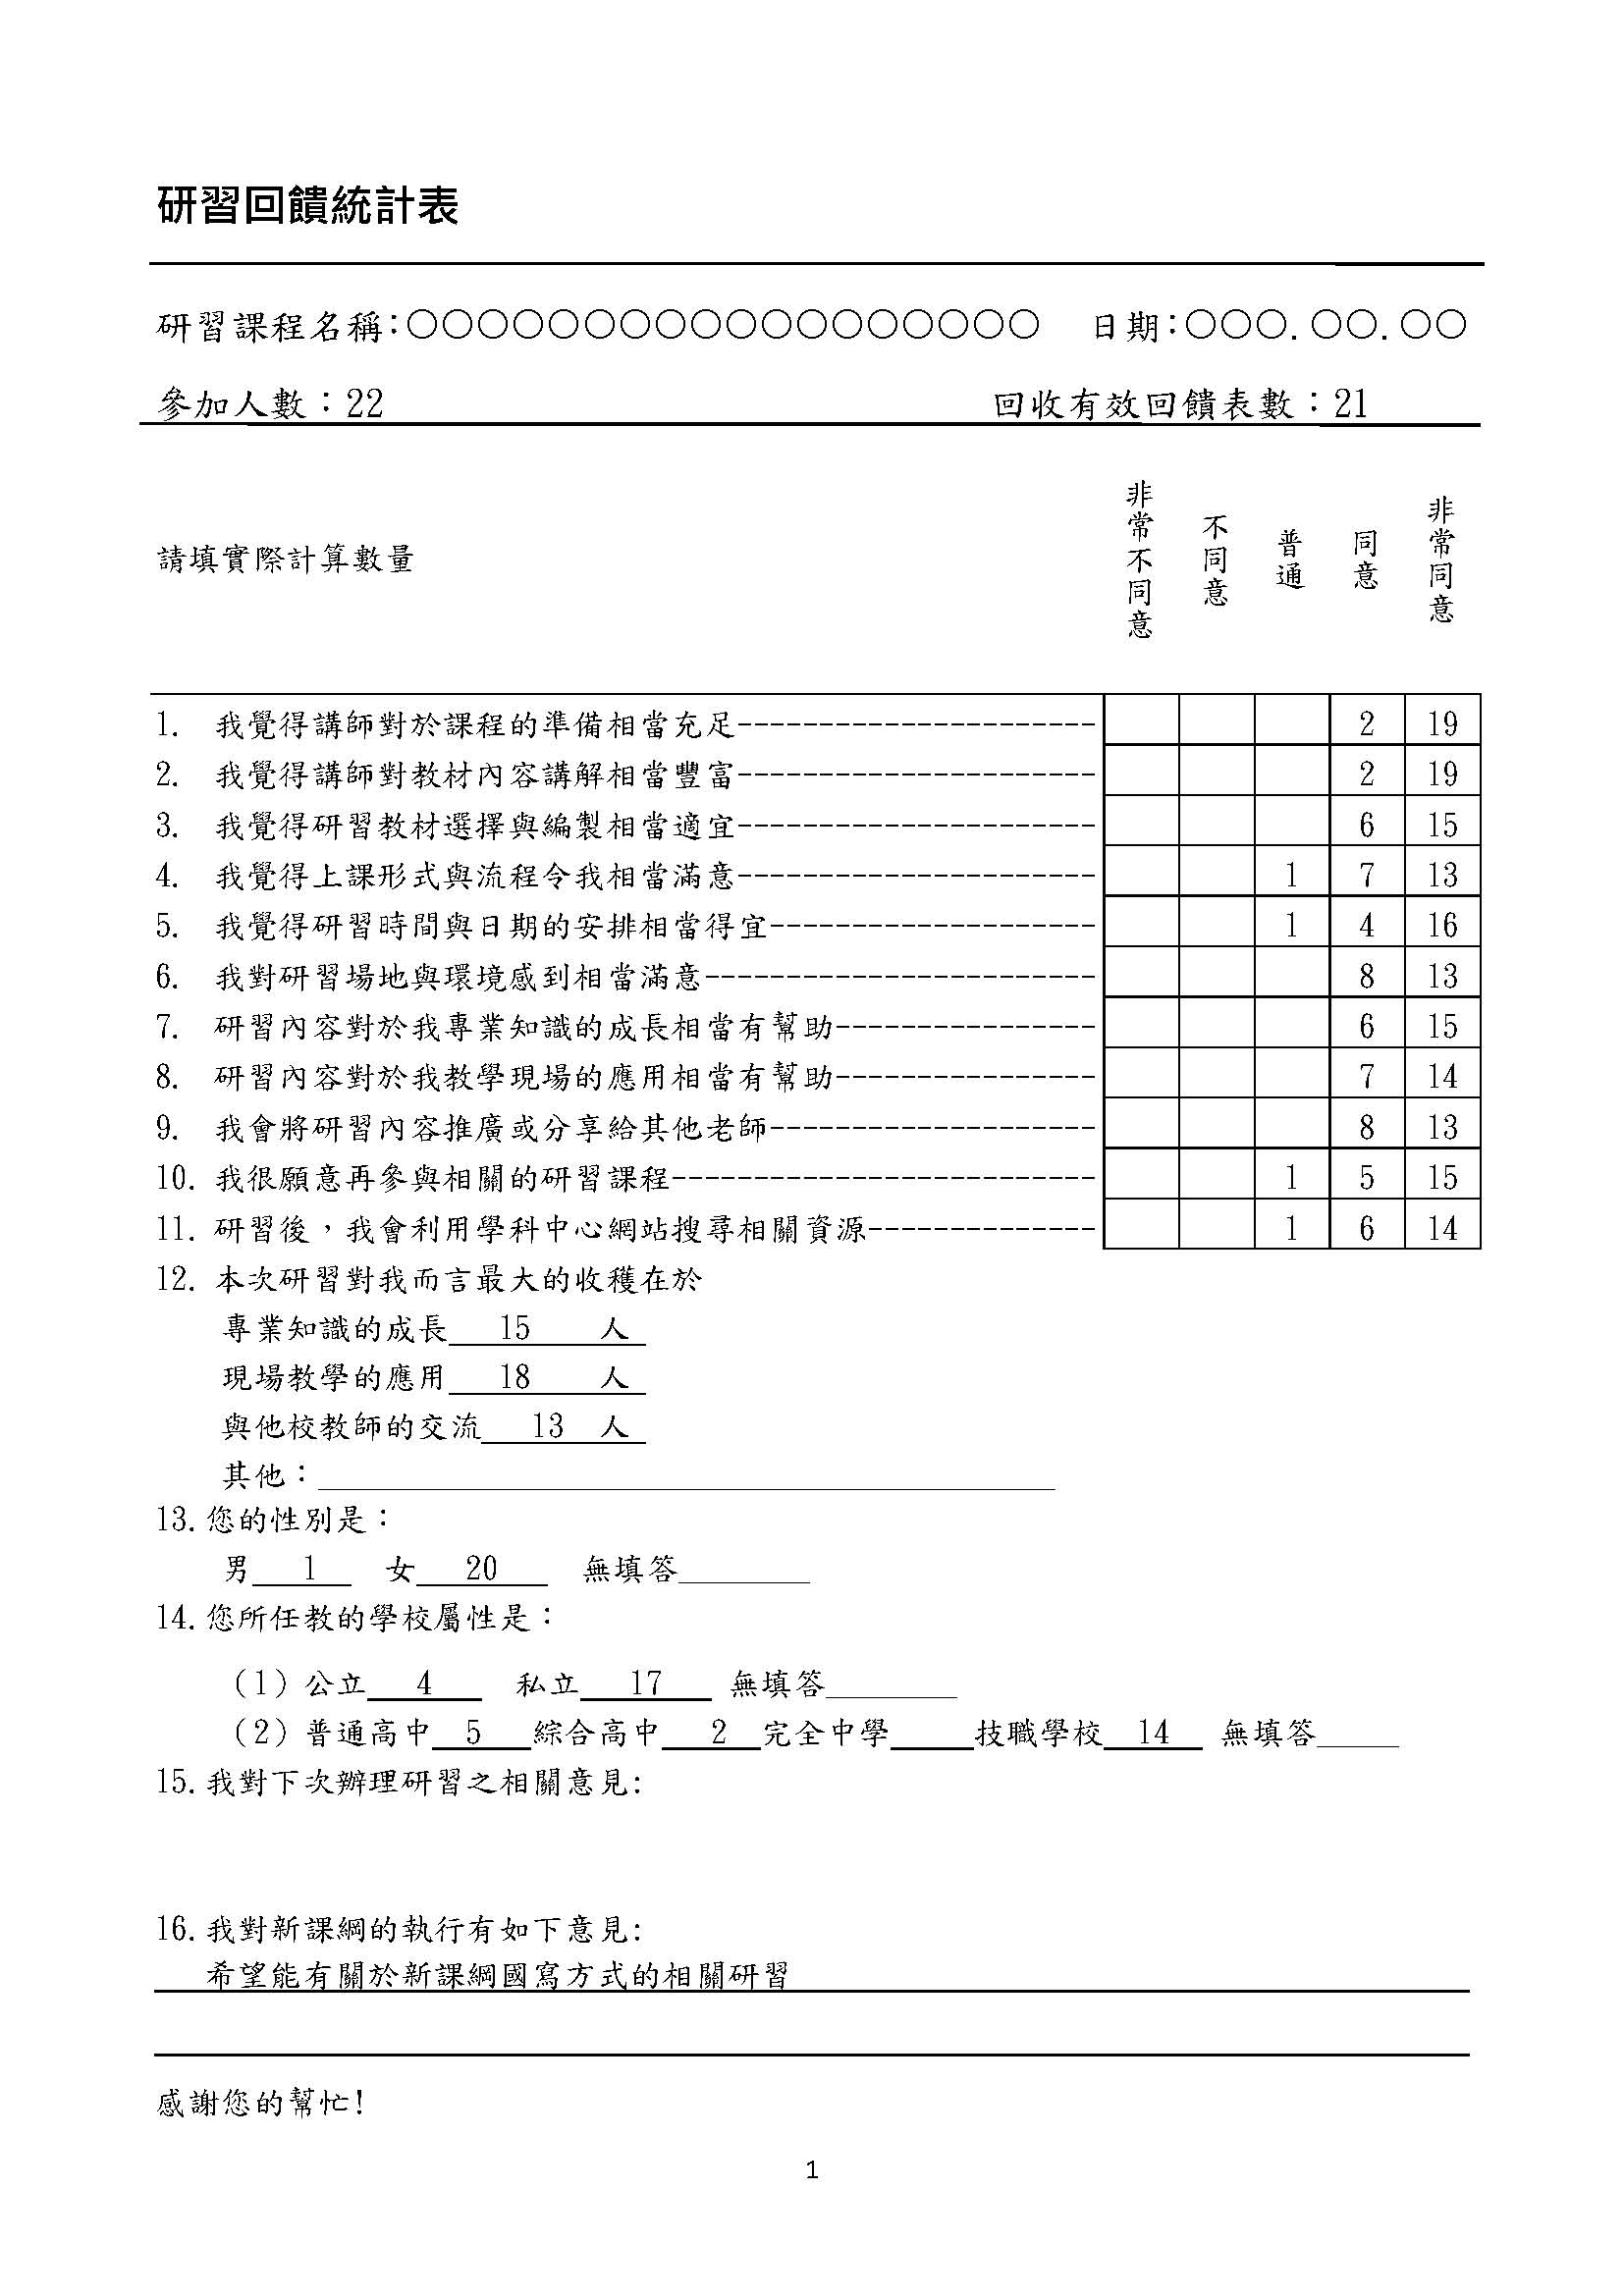 研習回饋統計表
研習課程名稱:○○○○○○○○○○○○○○○○○○ 日期:○○○.○○.○○
參加人數：22 回收有效回饋表數：21
請填實際計算數量 非常不同意 不同意 普通 同意 非常同意
1. 我覺得講師對於課程的準備相當充足---------------------- 2 19
2. 我覺得講師對教材內容講解相當豐富---------------------- 2 19
3. 我覺得研習教材選擇與編製相當適宜---------------------- 6 15
4. 我覺得上課形式與流程令我相當滿意---------------------- 1 7 13
5. 我覺得研習時間與日期的安排相當得宜-------------------- 1 4 16
6. 我對研習場地與環境感到相當滿意------------------------ 8 13
7. 研習內容對於我專業知識的成長相當有幫助---------------- 6 15
8. 研習內容對於我教學現場的應用相當有幫助---------------- 7 14
9. 我會將研習內容推廣或分享給其他老師-------------------- 8 13
10. 我很願意再參與相關的研習課程-------------------------- 1 5 15
11. 研習後，我會利用學科中心網站搜尋相關資源-------------- 1 6 14
12. 本次研習對我而言最大的收穫在於
專業知識的成長 15 人
現場教學的應用 18 人
與他校教師的交流 13 人
其他：
13.您的性別是：
男 1 女 20 無填答
14.您所任教的學校屬性是：
（1）公立 4 私立 17 無填答
（2）普通高中 5 綜合高中 2 完全中學 技職學校 14 無填答
15.我對下次辦理研習之相關意見:
16.我對新課綱的執行有如下意見:
希望能有關於新課綱國寫方式的相關研習
感謝您的幫忙!
1